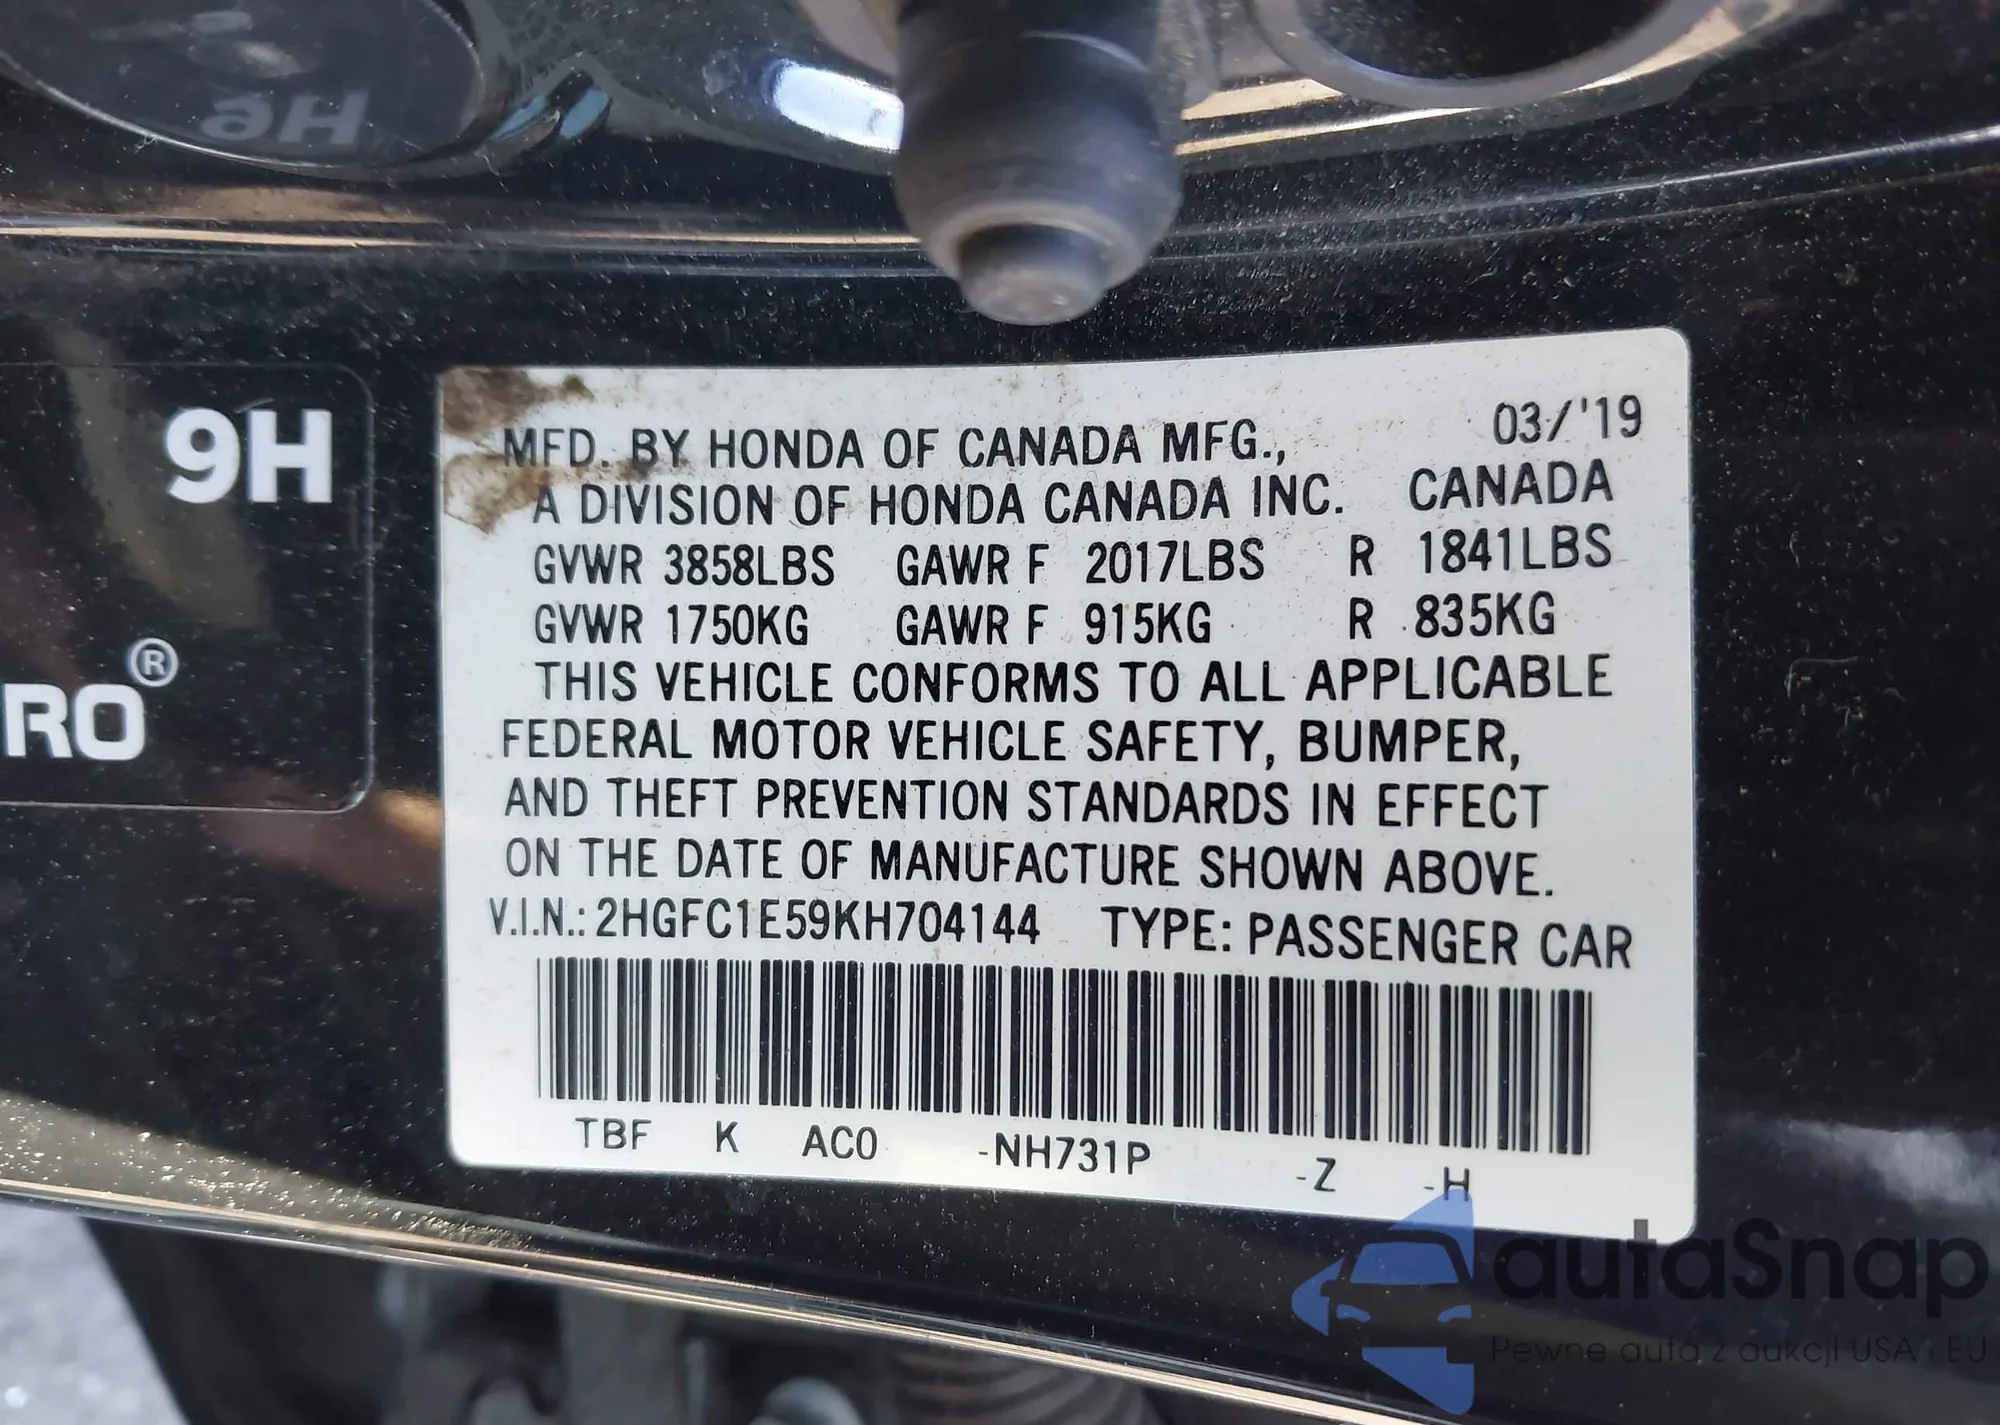 He
9H
RO®
03/'19
MFD. BY HONDA OF CANADA MFG.,
A DIVISION OF HONDA CANADA INC. CANADA
GVWR 3858LBS GAWR F 2017LBS R 1841LBS
GVWR 1750KG GAWR F 915KG R 835KG
THIS VEHICLE CONFORMS TO ALL APPLICABLE
FEDERAL MOTOR VEHICLE SAFETY, BUMPER,
AND THEFT PREVENTION STANDARDS IN EFFECT
ON THE DATE OF MANUFACTURE SHOWN ABOVE.
V.I.N.: 2HGFC1E59KH704144 TYPE: PASSENGER CAR
TBF K AC0 -NH731P -Z -H
autaSnap
Pewne auta z aukcji USA i EU